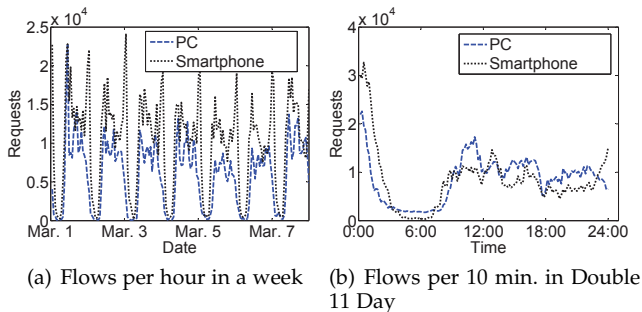 2.5 x 10^4
PC
Smartphone
2
1.5
1
0.5
0
Requests
Mar. 1 Mar. 3 Mar. 5 Mar. 7
Date
(a) Flows per hour in a week
4 x 10^4
PC
Smartphone
3
2
1
0
Requests
0:00 6:00 12:00 18:00 24:00
Time
(b) Flows per 10 min. in Double
11 Day